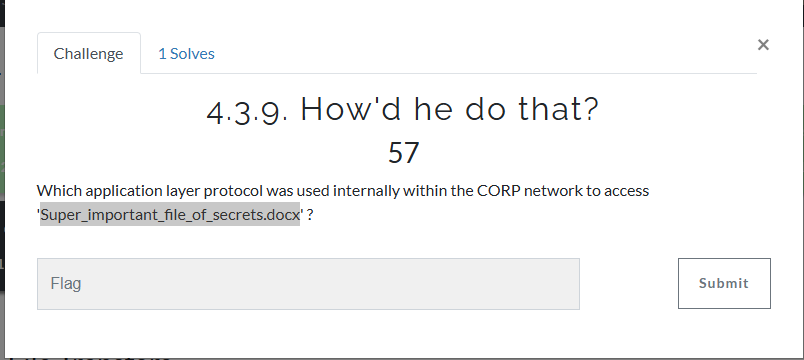 Challenge
1 Solves
×
4.3.9. How'd he do that?
57
Which application layer protocol was used internally within the CORP network to access
'Super_important_file_of_secrets.docx' ?
Flag
Submit